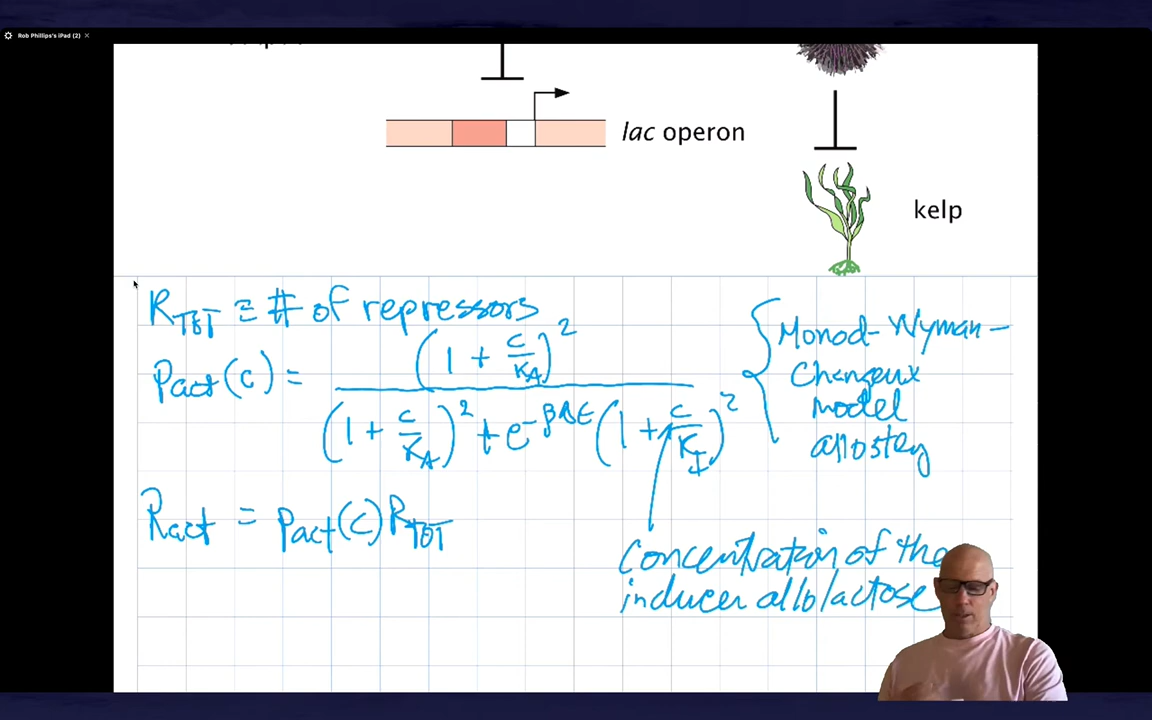 Rob Phillips's iPad (2)
lac operon
kelp
R_TOT ≡ # of repressors
Pact(c) = (1 + c/K_A)^2 / (1 + c/K_A)^2 + e^-βΔE (1 + c/K_I)^2
Monod-Wyman-
Changeux
model
allostery
Ract = Pact(c) R_TOT
Concentration of the
inducer allolactose